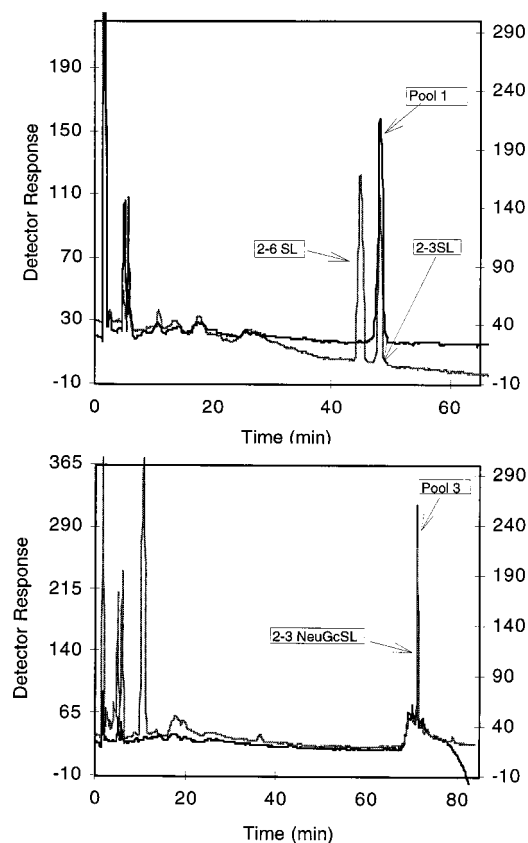 290
240
190
140
90
40
-10
190
150
110
70
30
-10
Detector Response
Pool 1
2-6 SL
2-3SL
0 20 40 60
Time (min)
365
290
215
140
65
-10
Detector Response
290
240
190
140
90
40
-10
Pool 3
2-3 NeuGcSL
0 20 40 60 80
Time (min)